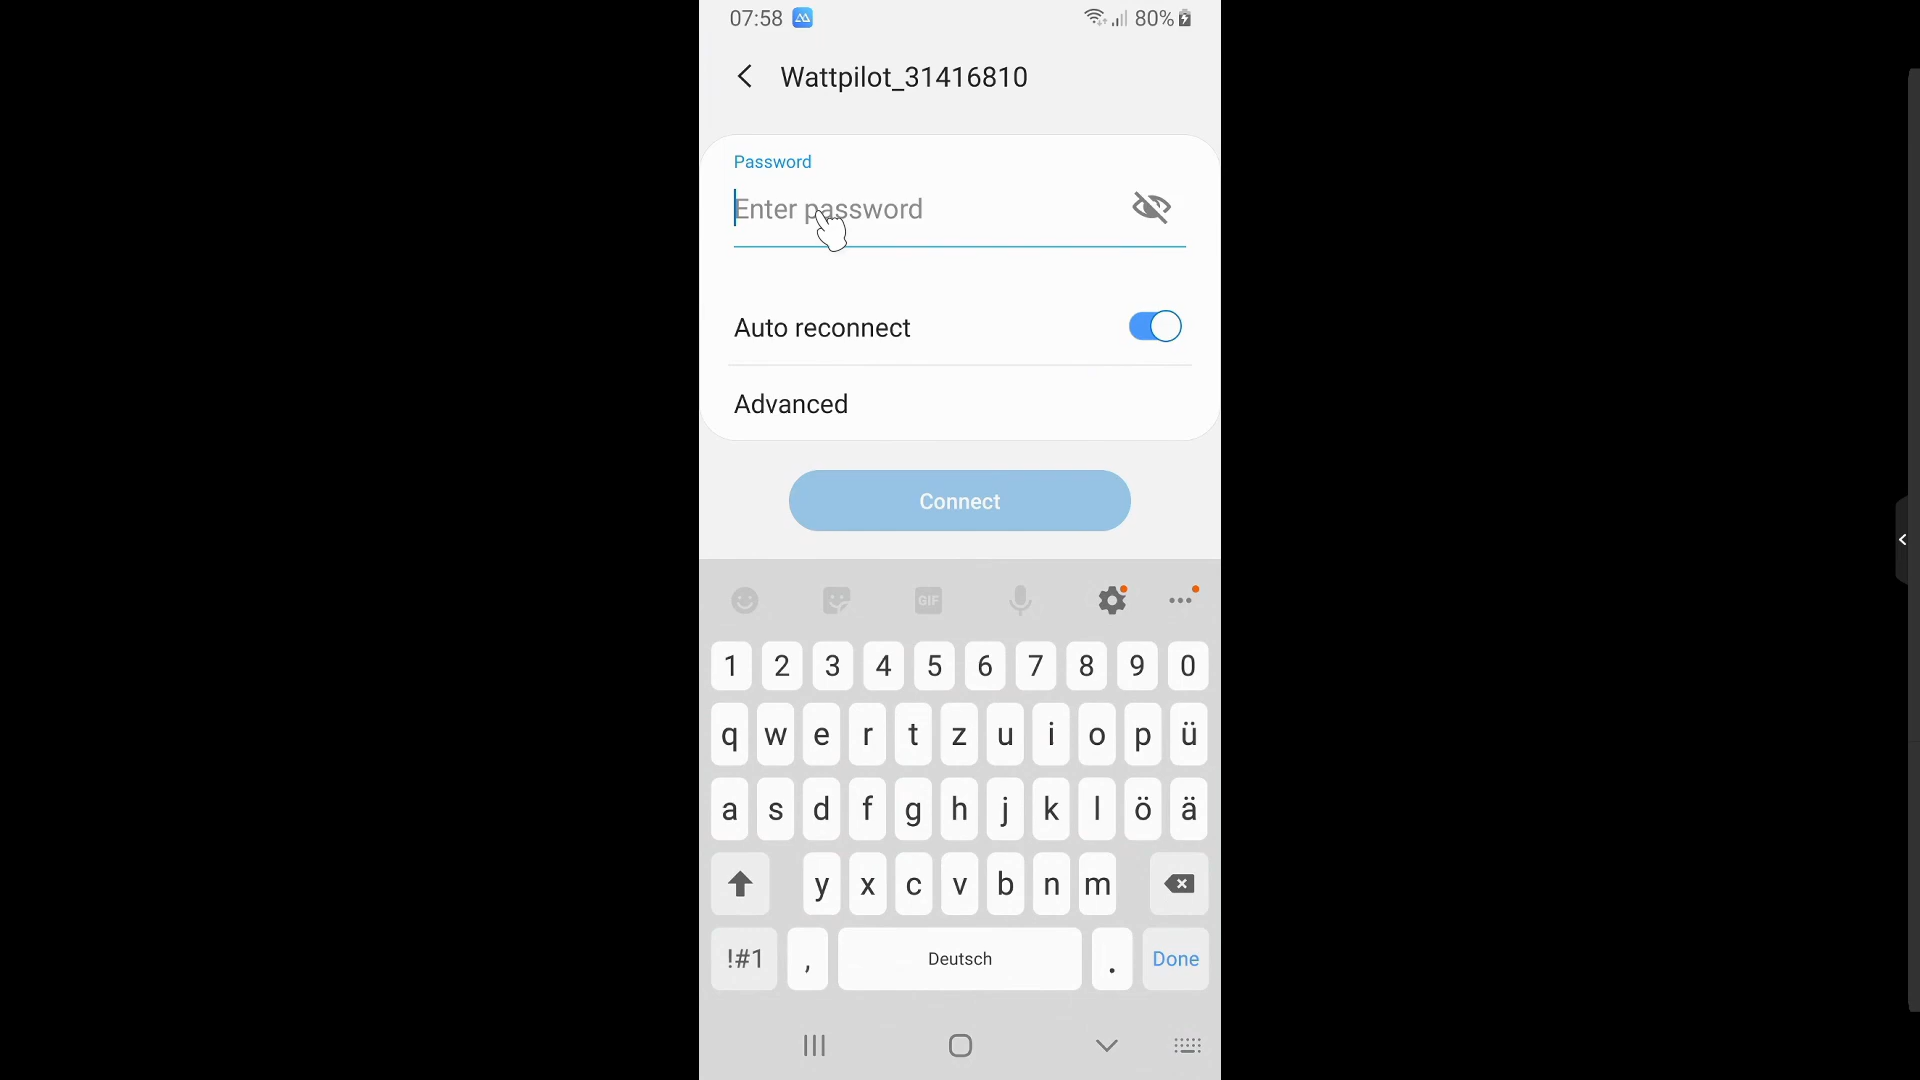 07:58 80%
Wattpilot_31416810
Password
Enter password
Auto reconnect
Advanced
Connect
GIF
1 2 3 4 5 6 7 8 9 0
q w e r t z u i o p ü
a s d f g h j k l ö ä
y x c v b n m
!#1 , Deutsch . Done